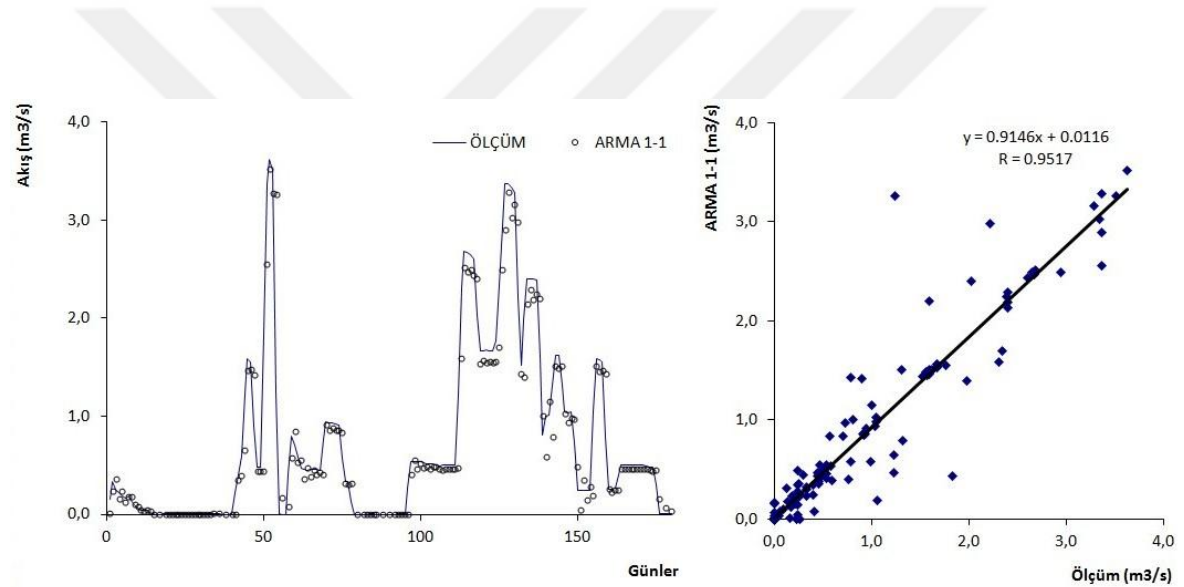 Akış (m3/s)
4,0
3,0
2,0
1,0
0,0
0
50
100
150
Günler
ÖLÇÜM
ARMA 1-1
ARMA 1-1 (m3/s)
4,0
3,0
2,0
1,0
0,0
0,0
1,0
2,0
3,0
4,0
Ölçüm (m3/s)
y = 0.9146x + 0.0116
R = 0.9517